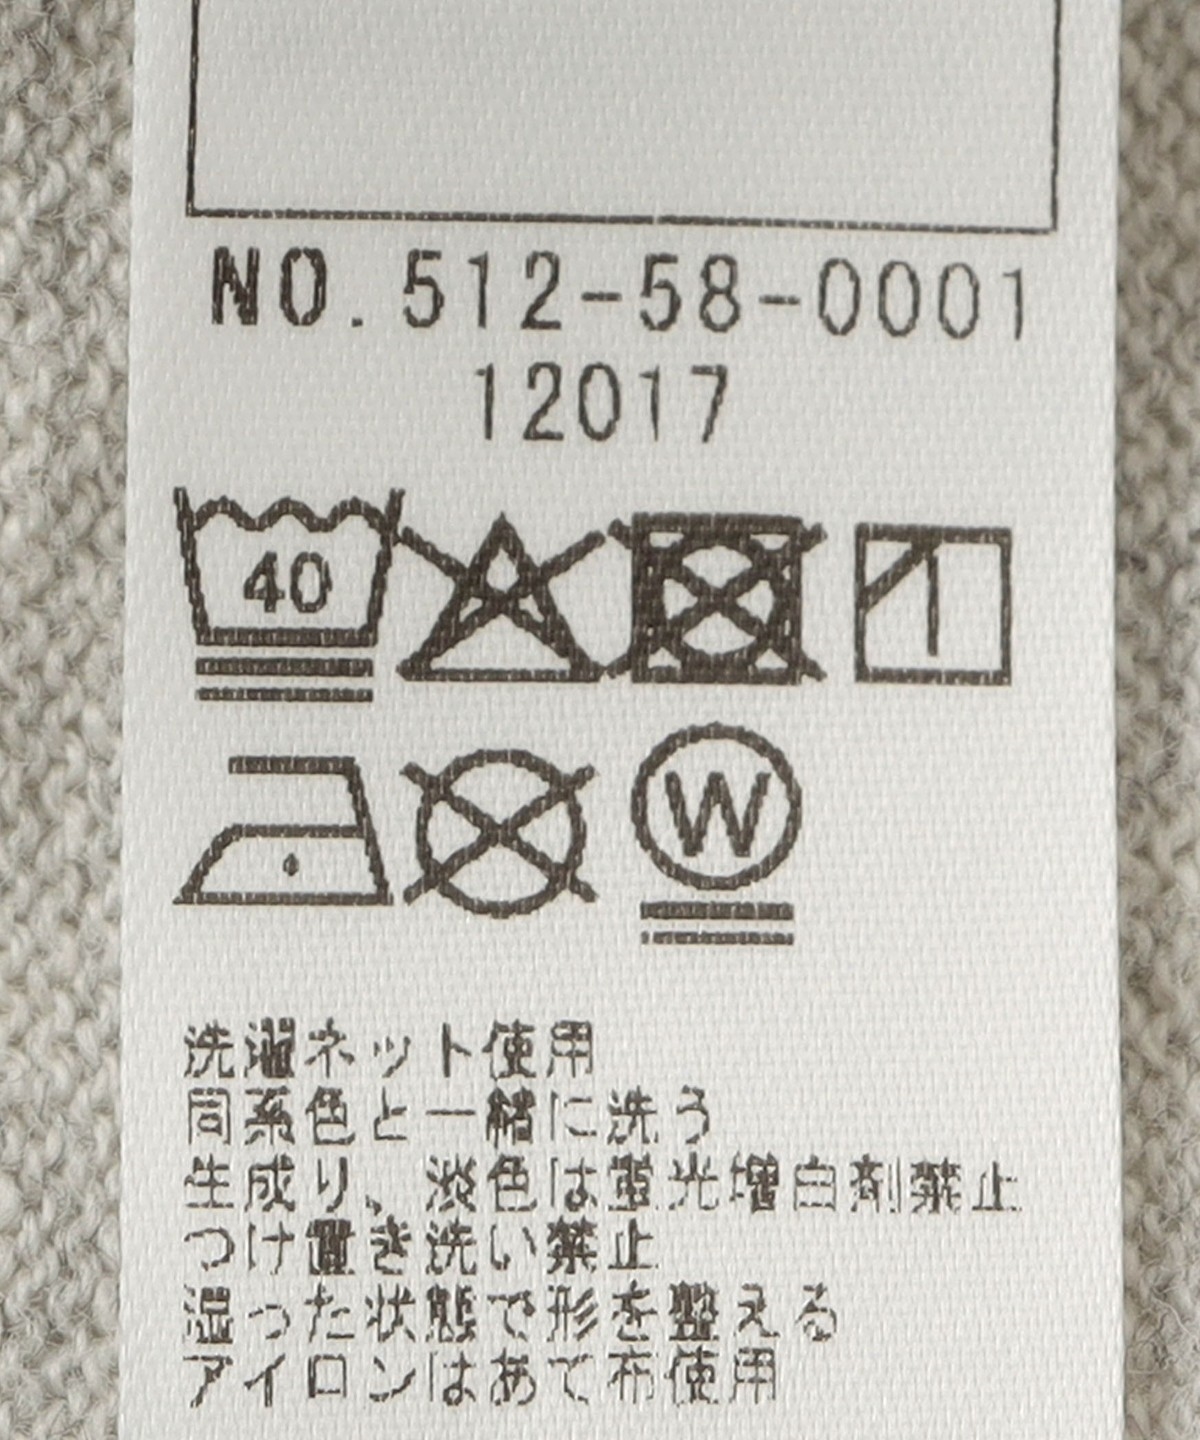 NO.512-58-0001
12017
40
W
洗濯ネット使用
同系色と一緒に洗う
生成り、淡色は蛍光増白剤禁止
つけ置き洗い禁止
湿った状態で形を整える
アイロンはあて布使用